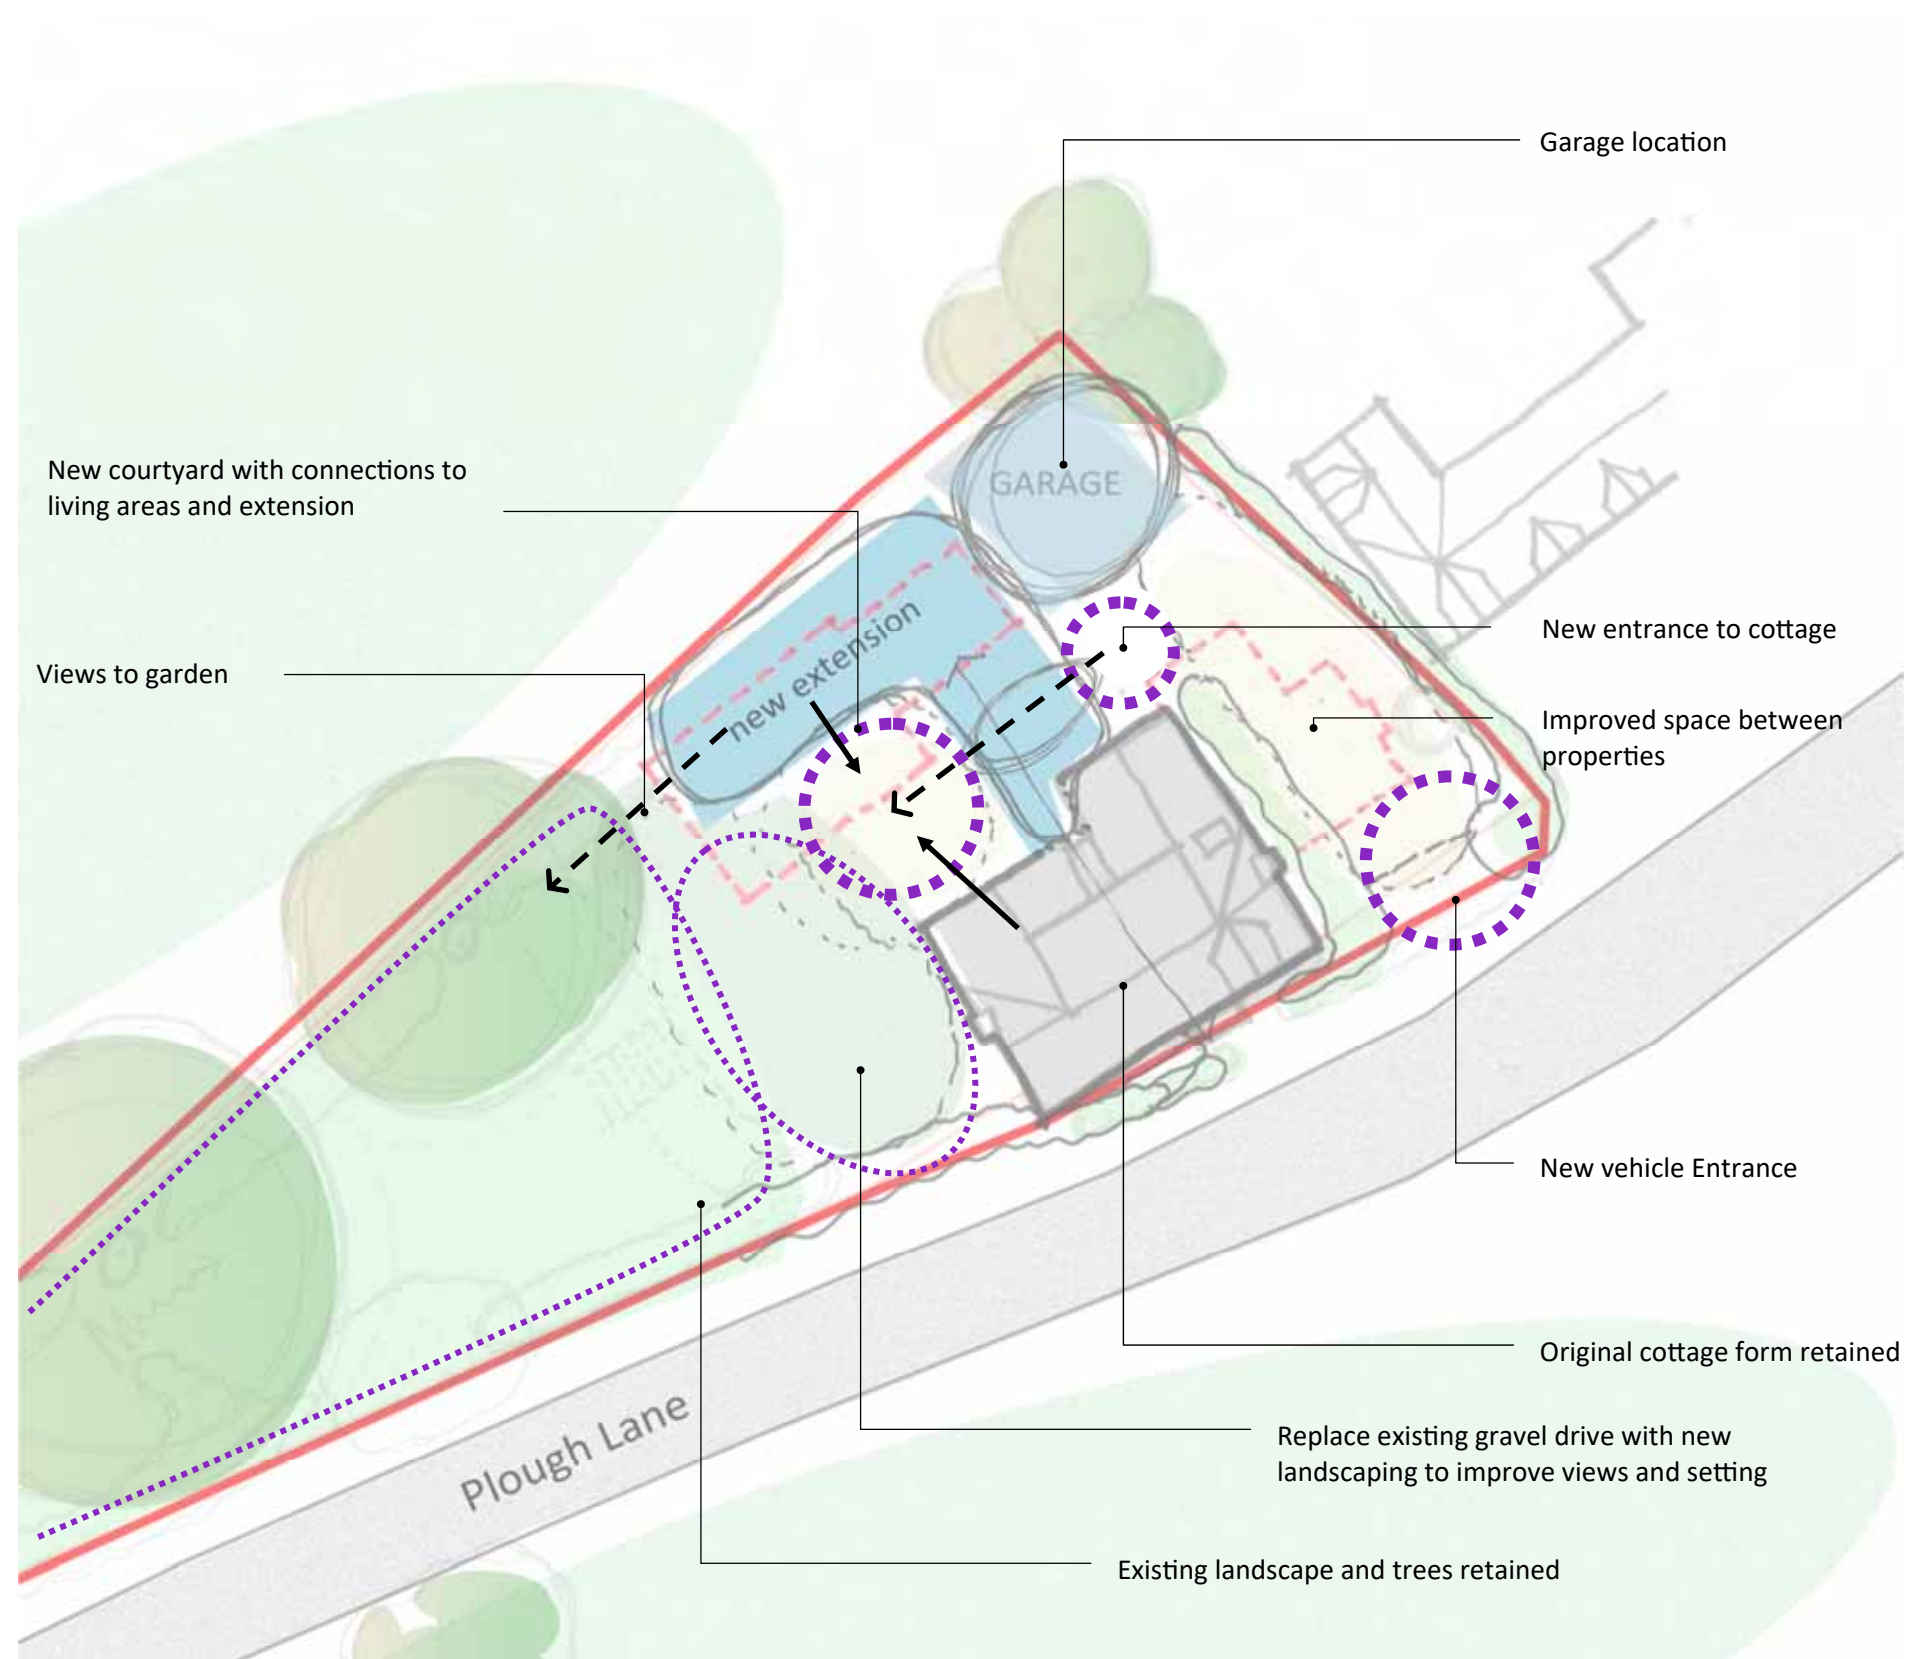 Garage location
GARAGE
New courtyard with connections to
living areas and extension
new extension
New entrance to cottage
Views to garden
Improved space between
properties
New vehicle Entrance
Original cottage form retained
Plough Lane
Replace existing gravel drive with new
landscaping to improve views and setting
Existing landscape and trees retained